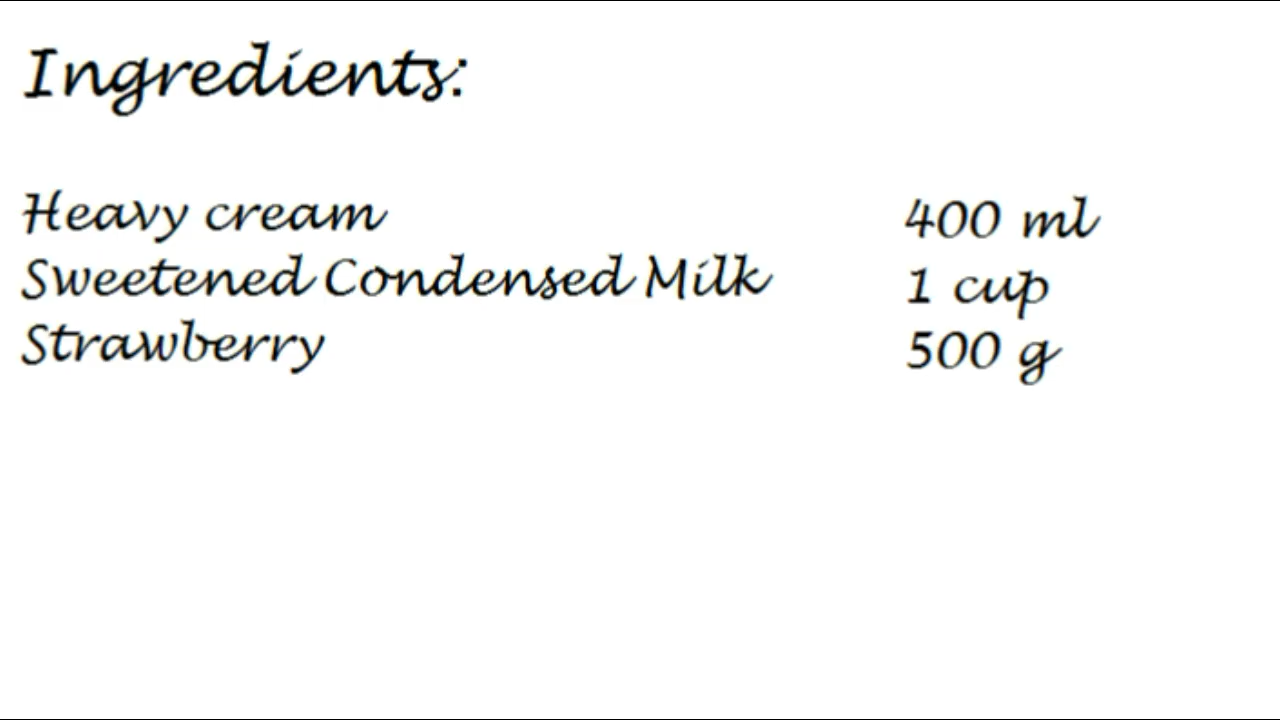 Ingredients:
Heavy cream 400 ml
Sweetened Condensed Milk 1 cup
Strawberry 500 g